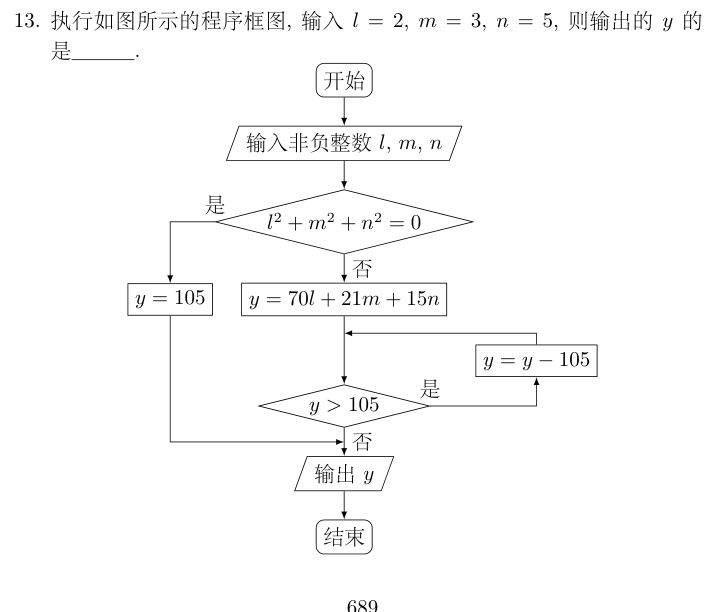 13. 执行如图所示的程序框图, 输入 l = 2, m = 3, n = 5, 则输出的 y 的
是______.
开始
输入非负整数 l, m, n
是
l² + m² + n² = 0
否
y = 105
y = 70l + 21m + 15n
y = y − 105
是
y > 105
否
输出 y
结束
689